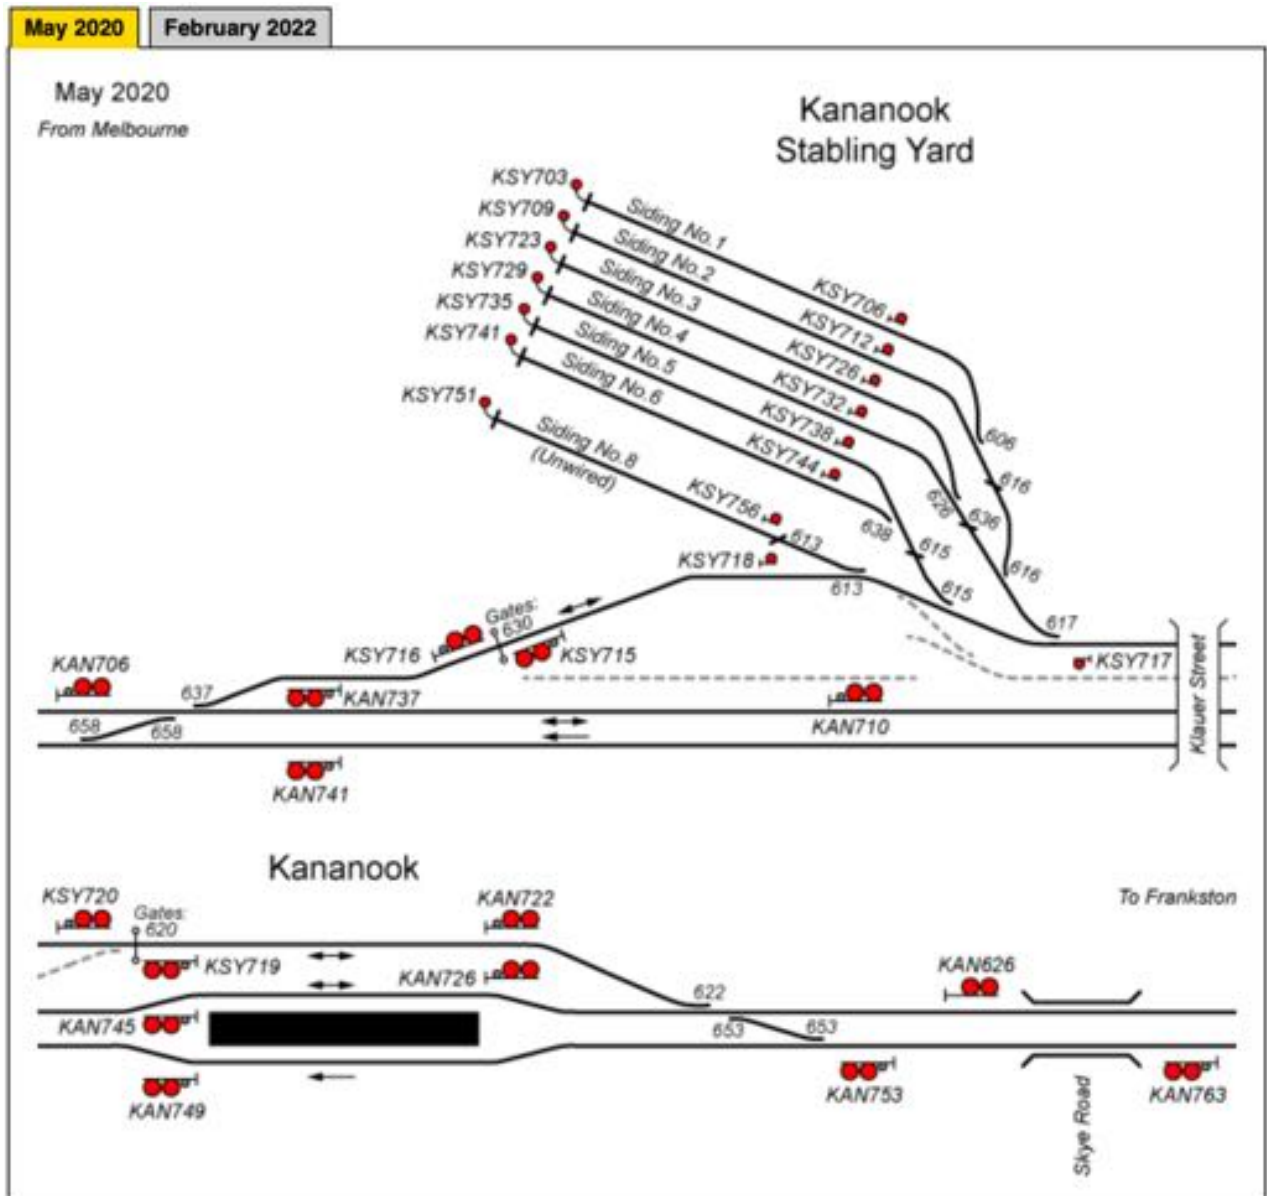 May 2020
February 2022
May 2020
From Melbourne
Kananook
Stabling Yard
KSY703
Siding No.1
KSY709
Siding No.2
KSY723
Siding No.3
KSY729
Siding No.4
KSY735
Siding No.5
KSY741
Siding No.6
KSY751
Siding No.8
(Unwired)
KSY706
KSY712
KSY726
KSY732
KSY738
KSY744
KSY756
KSY718
606
616
626
636
638
615
613
616
613
615
617
Gates:
630
KSY716
KSY715
KSY717
KAN706
637
KAN737
658
658
KAN710
KAN741
Klauer Street
Kananook
KSY720
Gates:
620
KAN722
To Frankston
KSY719
KAN726
KAN626
622
KAN745
653
653
KAN749
KAN753
KAN763
Skye Road